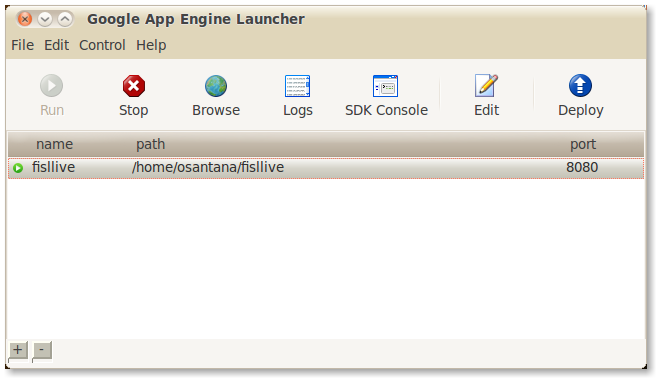 Google App Engine Launcher
File Edit Control Help
Run Stop Browse Logs SDK Console Edit Deploy
name path port
fisllive /home/osantana/fisllive 8080
+ -